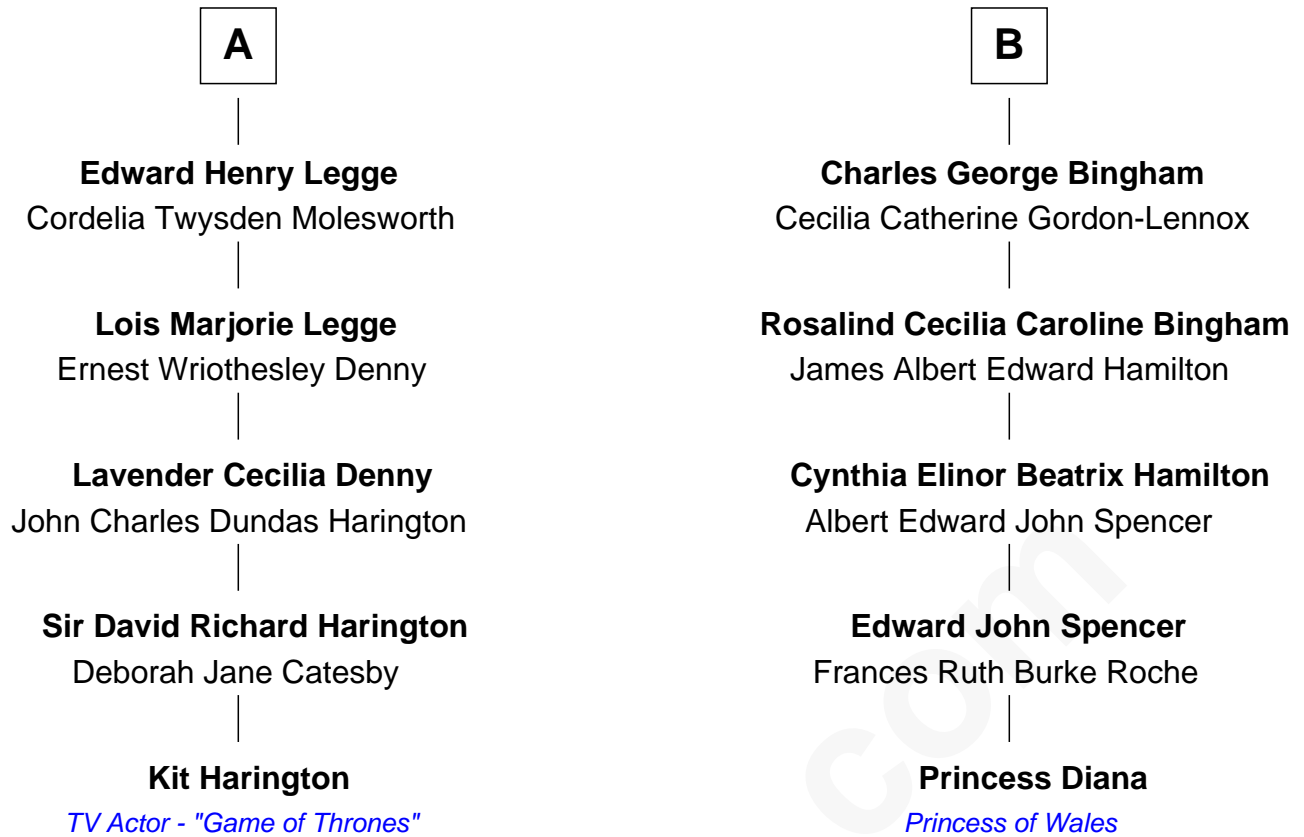 A
Edward Henry Legge
Cordelia Twysden Molesworth
Lois Marjorie Legge
Ernest Wriothesley Denny
Lavender Cecilia Denny
John Charles Dundas Harington
Sir David Richard Harington
Deborah Jane Catesby
Kit Harington
TV Actor - "Game of Thrones"
B
Charles George Bingham
Cecilia Catherine Gordon-Lennox
Rosalind Cecilia Caroline Bingham
James Albert Edward Hamilton
Cynthia Elinor Beatrix Hamilton
Albert Edward John Spencer
Edward John Spencer
Frances Ruth Burke Roche
Princess Diana
Princess of Wales
com